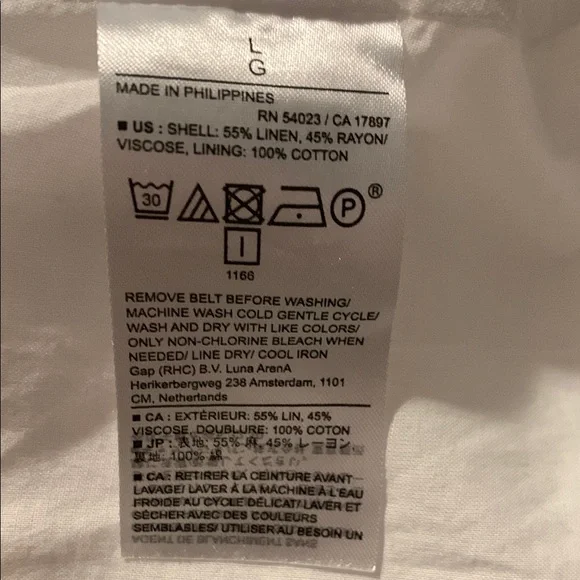 L
G
MADE IN PHILIPPINES
RN 54023 / CA 17897
■ US : SHELL: 55% LINEN, 45% RAYON/
VISCOSE, LINING: 100% COTTON
30 P ®
1166
REMOVE BELT BEFORE WASHING/
MACHINE WASH COLD GENTLE CYCLE/
WASH AND DRY WITH LIKE COLORS/
ONLY NON-CHLORINE BLEACH WHEN
NEEDED/ LINE DRY/ COOL IRON
Gap (RHC) B.V. Luna ArenA
Herikerbergweg 238 Amsterdam, 1101
CM, Netherlands
■ CA : EXTÉRIEUR: 55% LIN, 45%
VISCOSE, DOUBLURE: 100% COTON
■ JP : 表地: 55% 麻, 45% レーヨン
裏地: 100% 綿
■ CA: RETIRER LA CEINTURE AVANT
LAVAGE/ LAVER À LA MACHINE À L'EAU
FROIDE AU CYCLE DÉLICAT/ LAVER ET
SÉCHER AVEC DES COULEURS
SEMBLABLES/ UTILISER AU BESOIN UN
AGENT DE BLANCHIMENT SANS